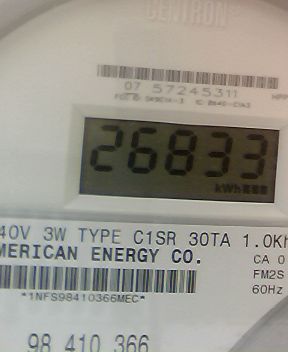 CENTRON
07 57245311
26833
kWh
40V 3W TYPE C1SR 30TA 1.0Kh
MERICAN ENERGY CO.
CA 0
FM2S
60Hz
*1NFS98410366MEC*
98 410 366